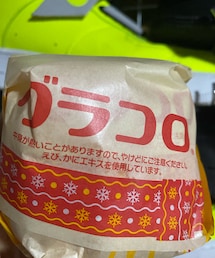 グラコロ®
中身が熱いことがありますので、やけどにご注意ください。
えび、かにエキスを使用しています。